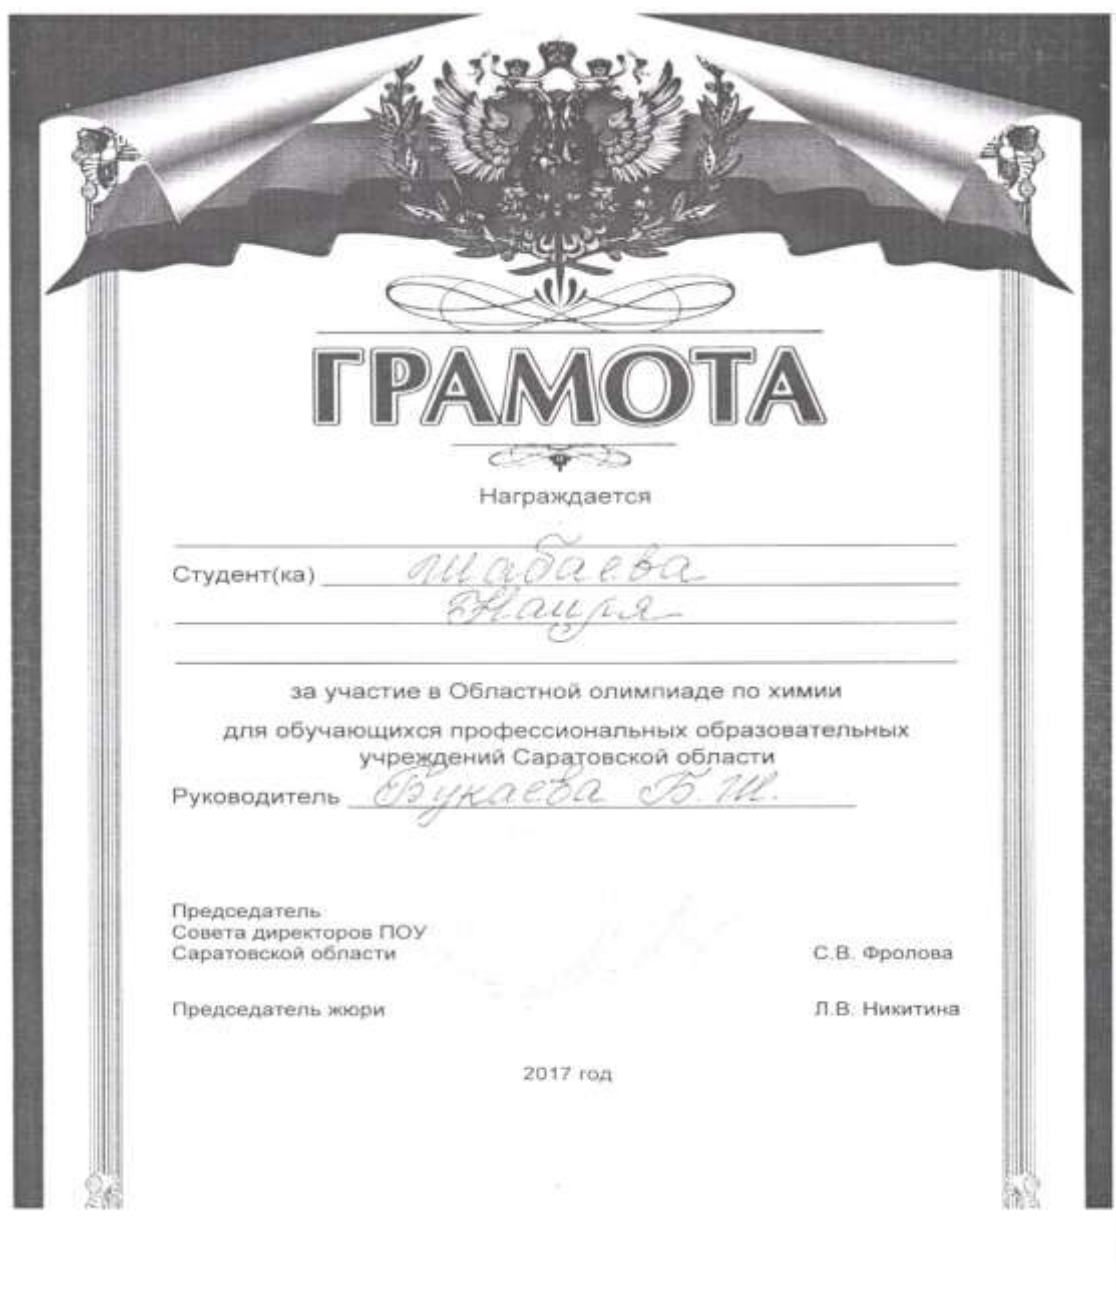 ГРАМОТА
Награждается
Студент(ка) Шабаева
за участие в Областной олимпиаде по химии
для обучающихся профессиональных образовательных
учреждений Саратовской области
Руководитель Букаева Б. Ш.
Председатель
Совета директоров ПОУ
Саратовской области С.В. Фролова
Председатель жюри Л.В. Никитина
2017 год